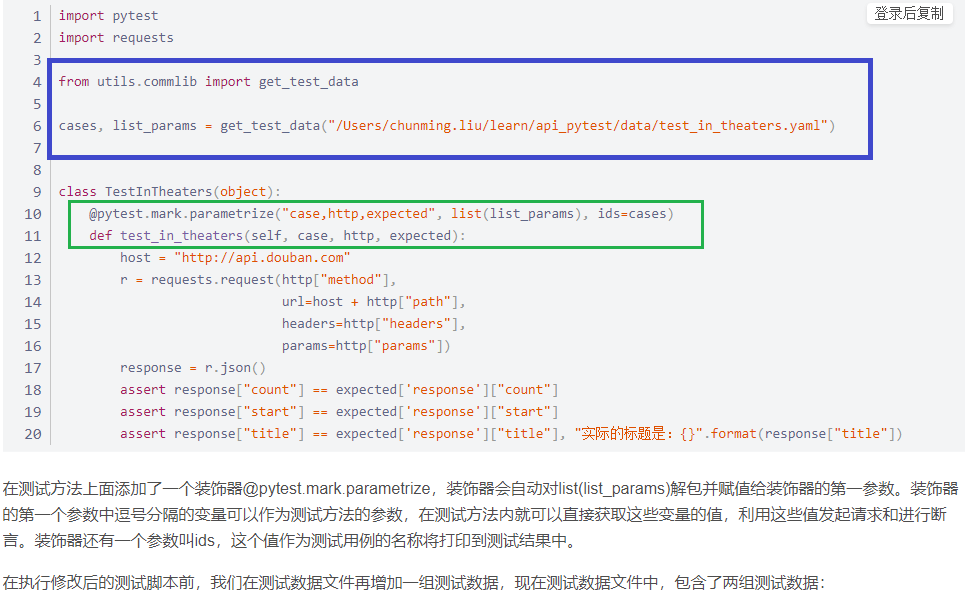 登录后复制
1 import pytest
2 import requests
3
4 from utils.commlib import get_test_data
5
6 cases, list_params = get_test_data("/Users/chunming.liu/learn/api_pytest/data/test_in_theaters.yaml")
7
8
9 class TestInTheaters(object):
10     @pytest.mark.parametrize("case,http,expected", list(list_params), ids=cases)
11     def test_in_theaters(self, case, http, expected):
12         host = "http://api.douban.com"
13         r = requests.request(http["method"],
14                              url=host + http["path"],
15                              headers=http["headers"],
16                              params=http["params"])
17         response = r.json()
18         assert response["count"] == expected['response']["count"]
19         assert response["start"] == expected['response']["start"]
20         assert response["title"] == expected['response']["title"], "实际的标题是：{}".format(response["title"])
在测试方法上面添加了一个装饰器@pytest.mark.parametrize，装饰器会自动对list(list_params)解包并赋值给装饰器的第一参数。装饰器
的第一个参数中逗号分隔的变量可以作为测试方法的参数，在测试方法内就可以直接获取这些变量的值，利用这些值发起请求和进行断
言。装饰器还有一个参数叫ids，这个值作为测试用例的名称将打印到测试结果中。
在执行修改后的测试脚本前，我们在测试数据文件再增加一组测试数据，现在测试数据文件中，包含了两组测试数据：